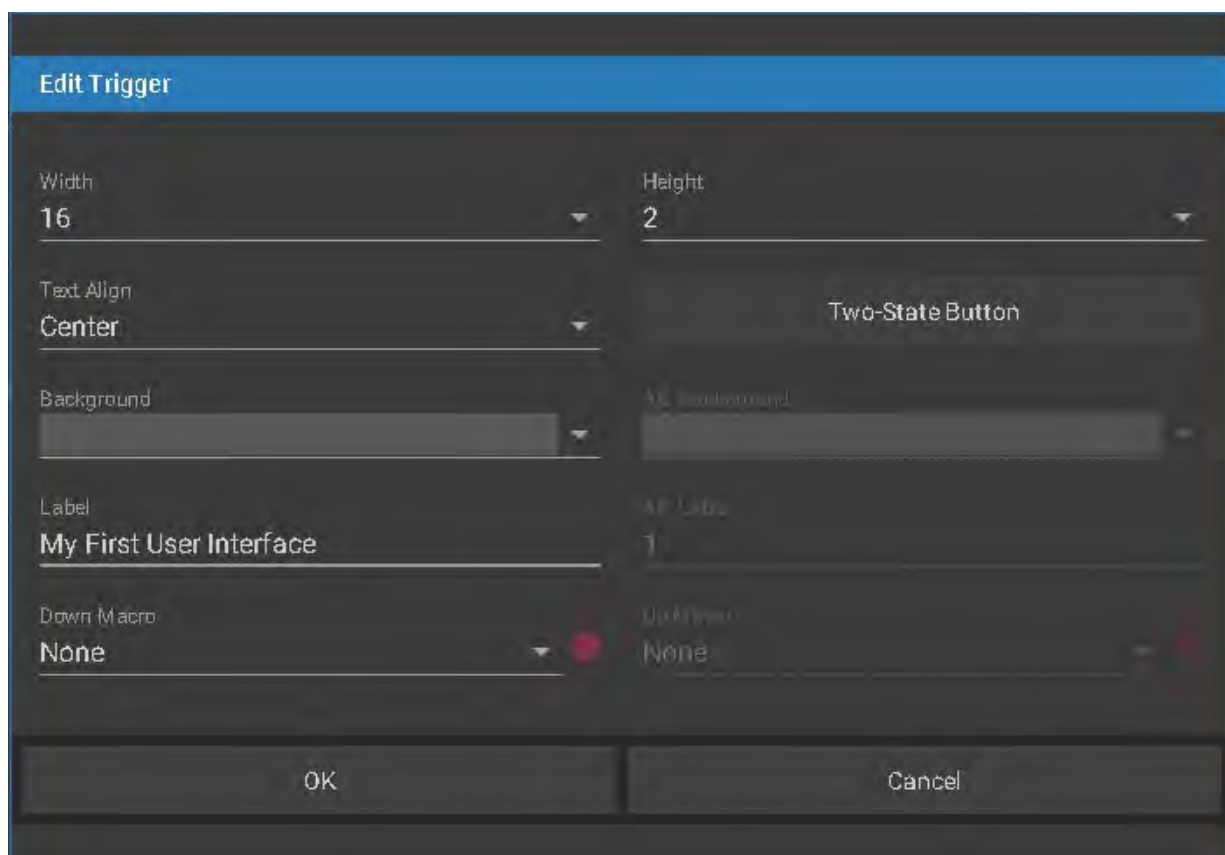 Edit Trigger
Width
Height
16
2
Text Align
Center
Two-State Button
Background
Label
My First User Interface
1
Down Macro
None
None
OK
Cancel